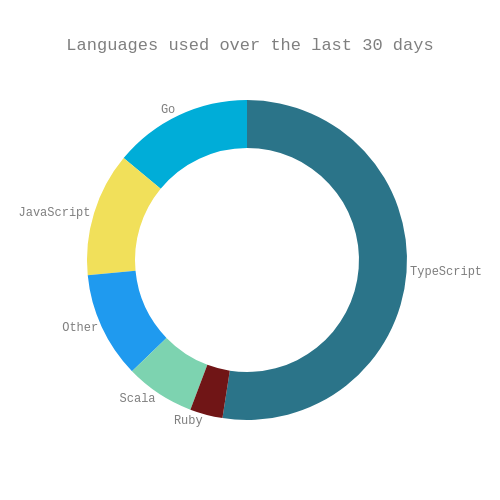 Languages used over the last 30 days
Go
JavaScript
TypeScript
Other
Scala
Ruby